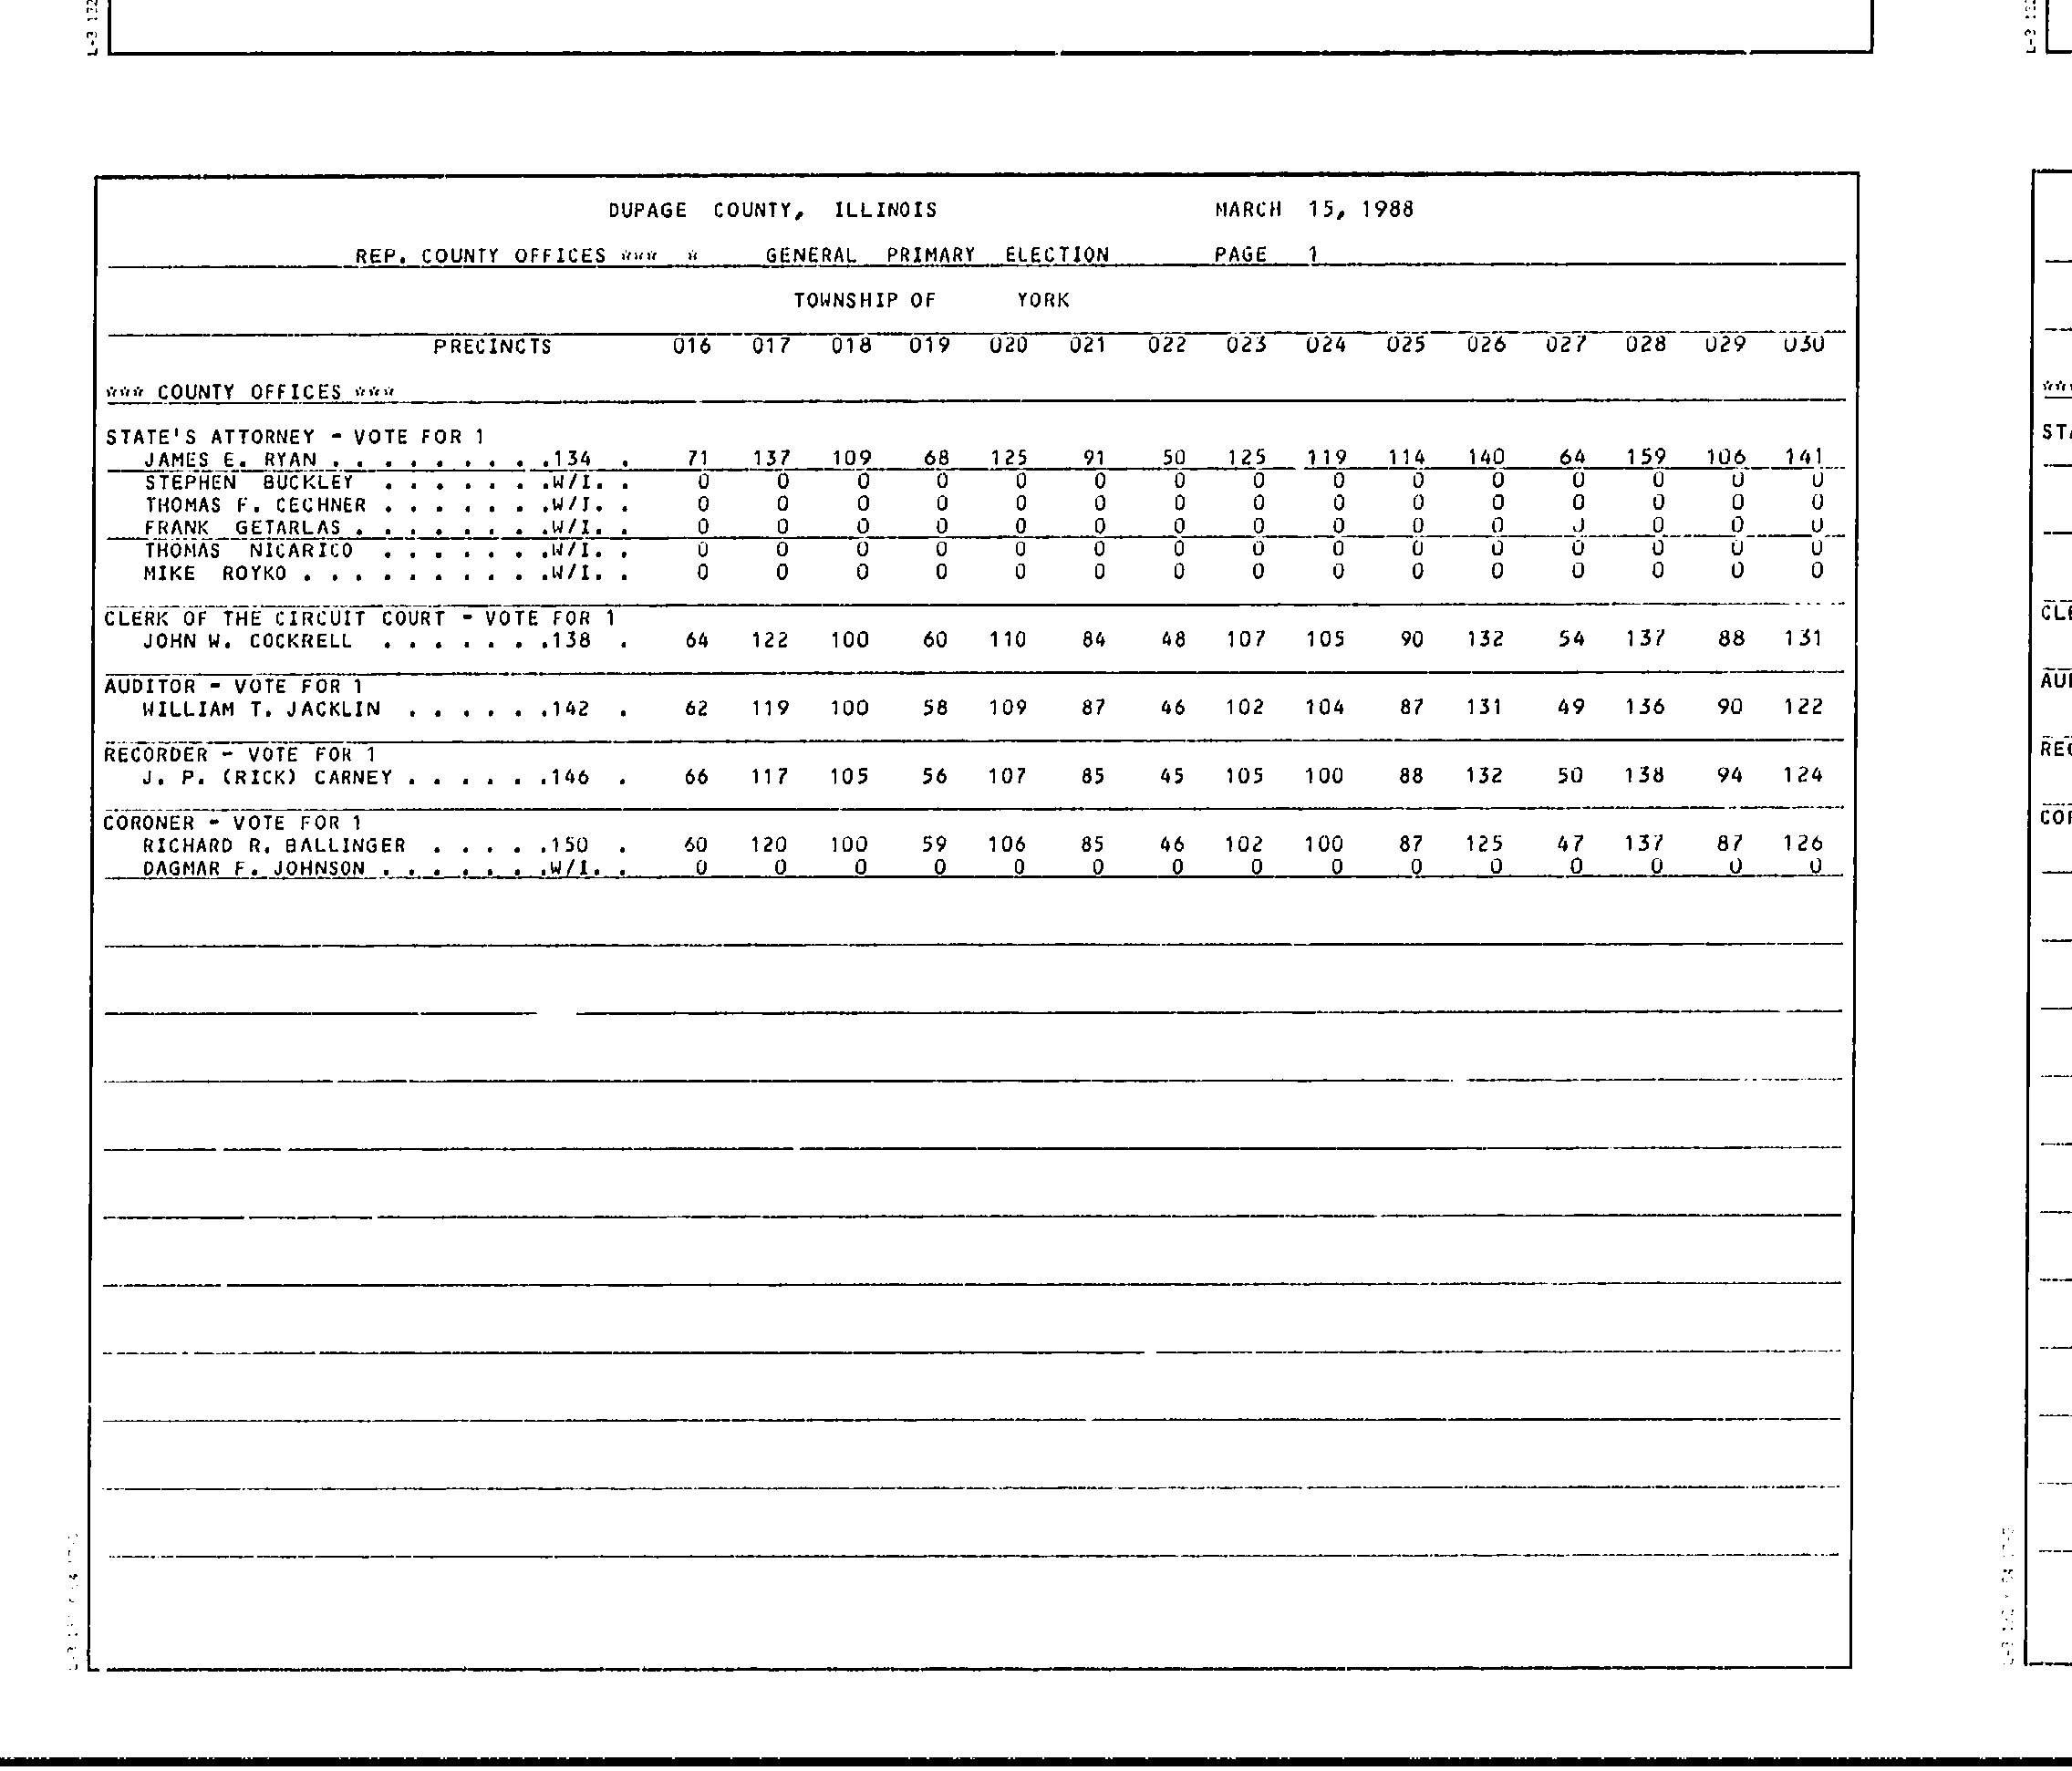 L-3 132
DUPAGE COUNTY, ILLINOIS MARCH 15, 1988
REP. COUNTY OFFICES *** * GENERAL PRIMARY ELECTION PAGE 1
TOWNSHIP OF YORK
PRECINCTS 016 017 018 019 020 021 022 023 024 025 026 027 028 029 030
*** COUNTY OFFICES ***
STATE'S ATTORNEY - VOTE FOR 1
JAMES E. RYAN . . . . . . . . .134 . 71 137 109 68 125 91 50 125 119 114 140 64 159 106 141
STEPHEN BUCKLEY . . . . . . .W/I. . 0 0 0 0 0 0 0 0 0 0 0 0 0 0 0
THOMAS F. CECHNER . . . . . . .W/I. . 0 0 0 0 0 0 0 0 0 0 0 0 0 0 0
FRANK GETARLAS . . . . . . . .W/I. . 0 0 0 0 0 0 0 0 0 0 0 0 0 0 0
THOMAS NICARICO . . . . . . .W/I. . 0 0 0 0 0 0 0 0 0 0 0 0 0 0 0
MIKE ROYKO . . . . . . . . . .W/I. . 0 0 0 0 0 0 0 0 0 0 0 0 0 0 0
CLERK OF THE CIRCUIT COURT - VOTE FOR 1
JOHN W. COCKRELL . . . . . . .138 . 64 122 100 60 110 84 48 107 105 90 132 54 137 88 131
AUDITOR - VOTE FOR 1
WILLIAM T. JACKLIN . . . . . .142 . 62 119 100 58 109 87 46 102 104 87 131 49 136 90 122
RECORDER - VOTE FOR 1
J. P. (RICK) CARNEY . . . . . .146 . 66 117 105 56 107 85 45 105 100 88 132 50 138 94 124
CORONER - VOTE FOR 1
RICHARD R. BALLINGER . . . . .150 . 60 120 100 59 106 85 46 102 100 87 125 47 137 87 126
DAGMAR F. JOHNSON . . . . . . .W/I. . 0 0 0 0 0 0 0 0 0 0 0 0 0 0 0
***
STA
CLE
AUD
REC
COR